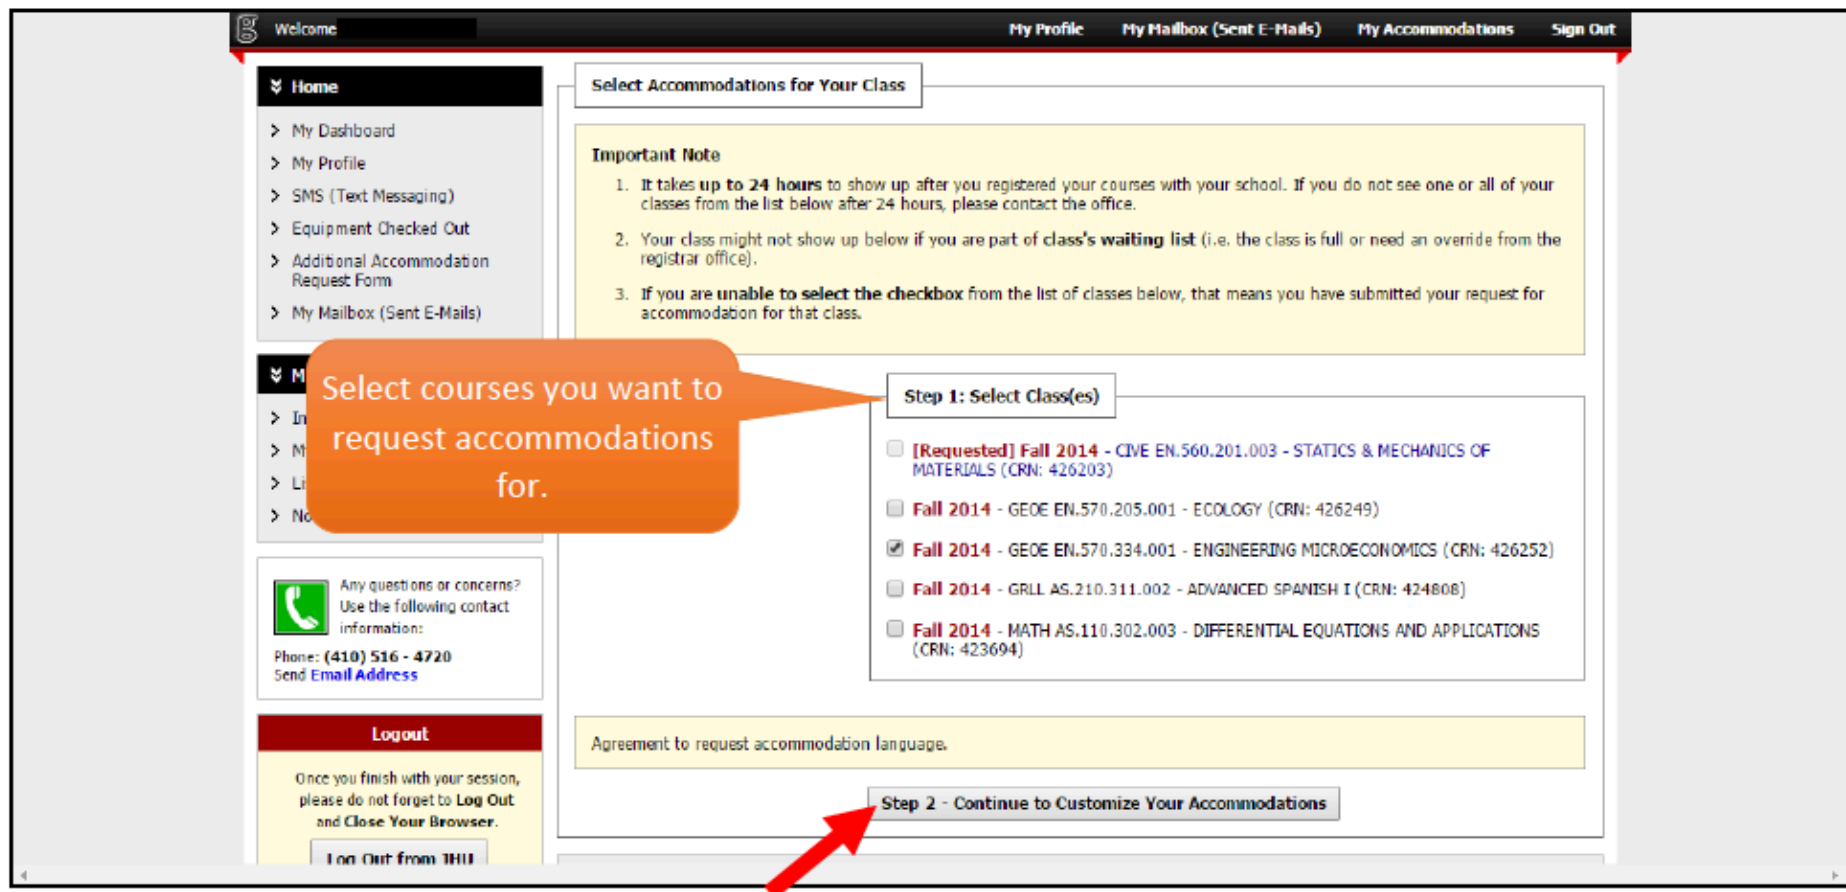 Welcome
My Profile My Mailbox (Sent E-Mails) My Accommodations Sign Out
Home
My Dashboard
My Profile
SMS (Text Messaging)
Equipment Checked Out
Additional Accommodation
Request Form
My Mailbox (Sent E-Mails)
Any questions or concerns?
Use the following contact
information:
Phone: (410) 516 - 4720
Send Email Address
Logout
Once you finish with your session,
please do not forget to Log Out
and Close Your Browser.
Log Out from JHU
Select Accommodations for Your Class
Important Note
1. It takes up to 24 hours to show up after you registered your courses with your school. If you do not see one or all of your
classes from the list below after 24 hours, please contact the office.
2. Your class might not show up below if you are part of class's waiting list (i.e. the class is full or need an override from the
registrar office).
3. If you are unable to select the checkbox from the list of classes below, that means you have submitted your request for
accommodation for that class.
Select courses you want to
request accommodations
for.
Step 1: Select Class(es)
[Requested] Fall 2014 - CIVE EN.560.201.003 - STATICS & MECHANICS OF
MATERIALS (CRN: 426203)
Fall 2014 - GEOE EN.570.205.001 - ECOLOGY (CRN: 426249)
Fall 2014 - GEOE EN.570.334.001 - ENGINEERING MICROECONOMICS (CRN: 426252)
Fall 2014 - GRLL AS.210.311.002 - ADVANCED SPANISH I (CRN: 424808)
Fall 2014 - MATH AS.110.302.003 - DIFFERENTIAL EQUATIONS AND APPLICATIONS
(CRN: 423694)
Agreement to request accommodation language.
Step 2 - Continue to Customize Your Accommodations